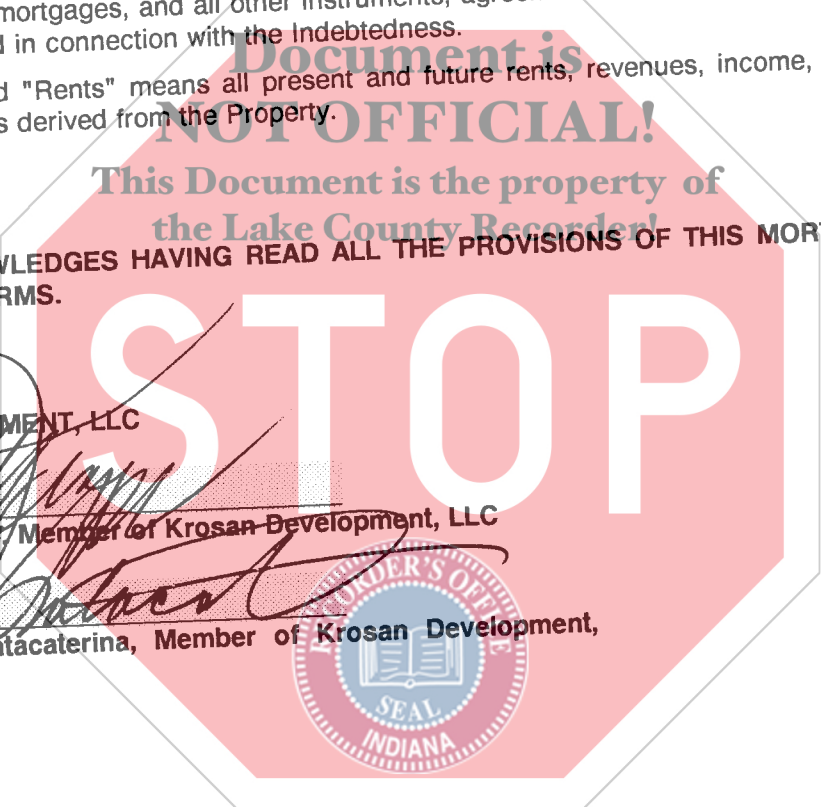 mortgages, and all other
in connection with the Indebtedness.
Document is
"Rents" means all present and future rents, revenues, income,
derived from the Property.
NOT OFFICIAL!
This Document is the property of
the Lake County Recorder!
WLEDGES HAVING READ ALL THE PROVISIONS OF THIS MOR
RMS.
STOP
MENT, LLC
Member of Krosan Development, LLC
ntacaterina, Member of Krosan Development,
RECORDER'S OFFICE
SEAL
INDIANA